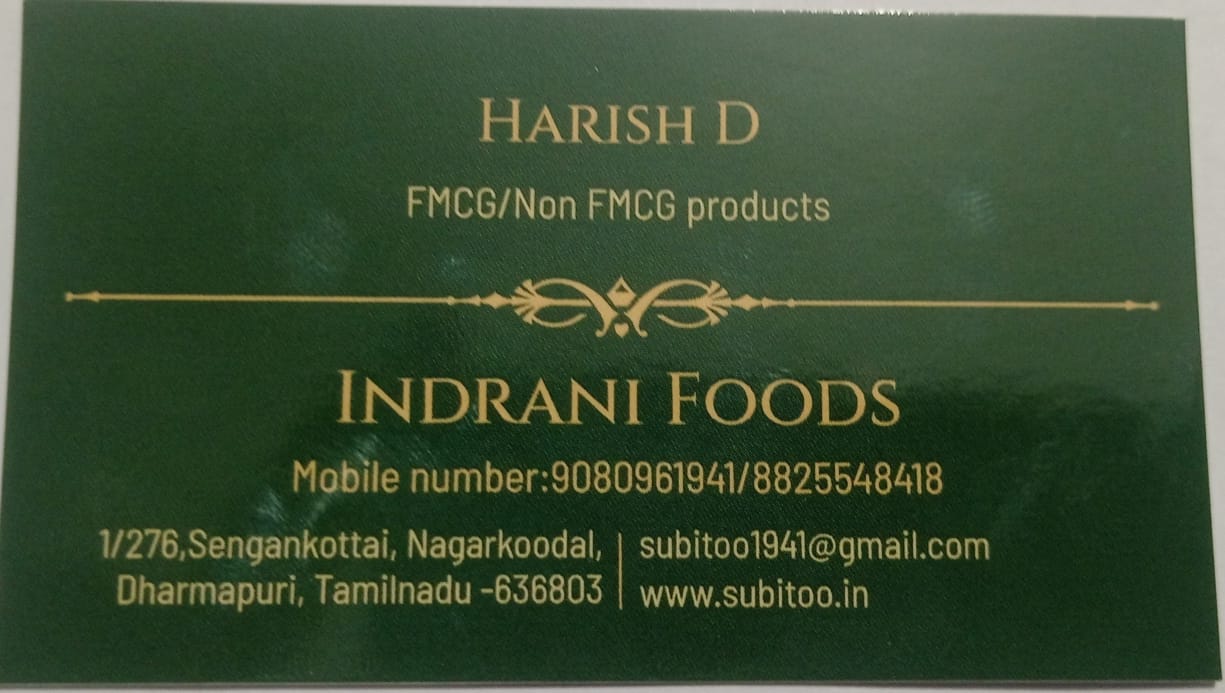 HARISH D
FMCG/Non FMCG products
INDRANI FOODS
Mobile number:9080961941/8825548418
1/276,Sengankottai, Nagarkoodal,
Dharmapuri, Tamilnadu -636803
subitoo1941@gmail.com
www.subitoo.in